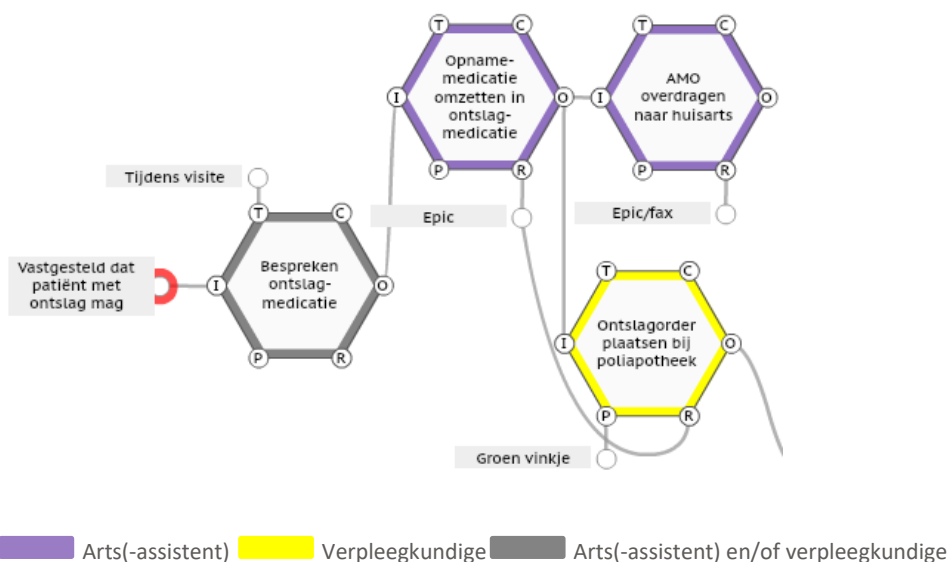 T
C
Opname-
medicatie
omzetten in
ontslag-
medicatie
I
O
P
R
T
C
AMO
overdragen
naar huisarts
I
O
P
R
Tijdens visite
Epic
Epic/fax
T
C
Vastgesteld dat
patiënt met
ontslag mag
Bespreken
ontslag-
medicatie
I
O
P
R
T
C
Ontslagorder
plaatsen bij
poliapotheek
I
O
P
R
Groen vinkje
Arts(-assistent) Verpleegkundige Arts(-assistent) en/of verpleegkundige